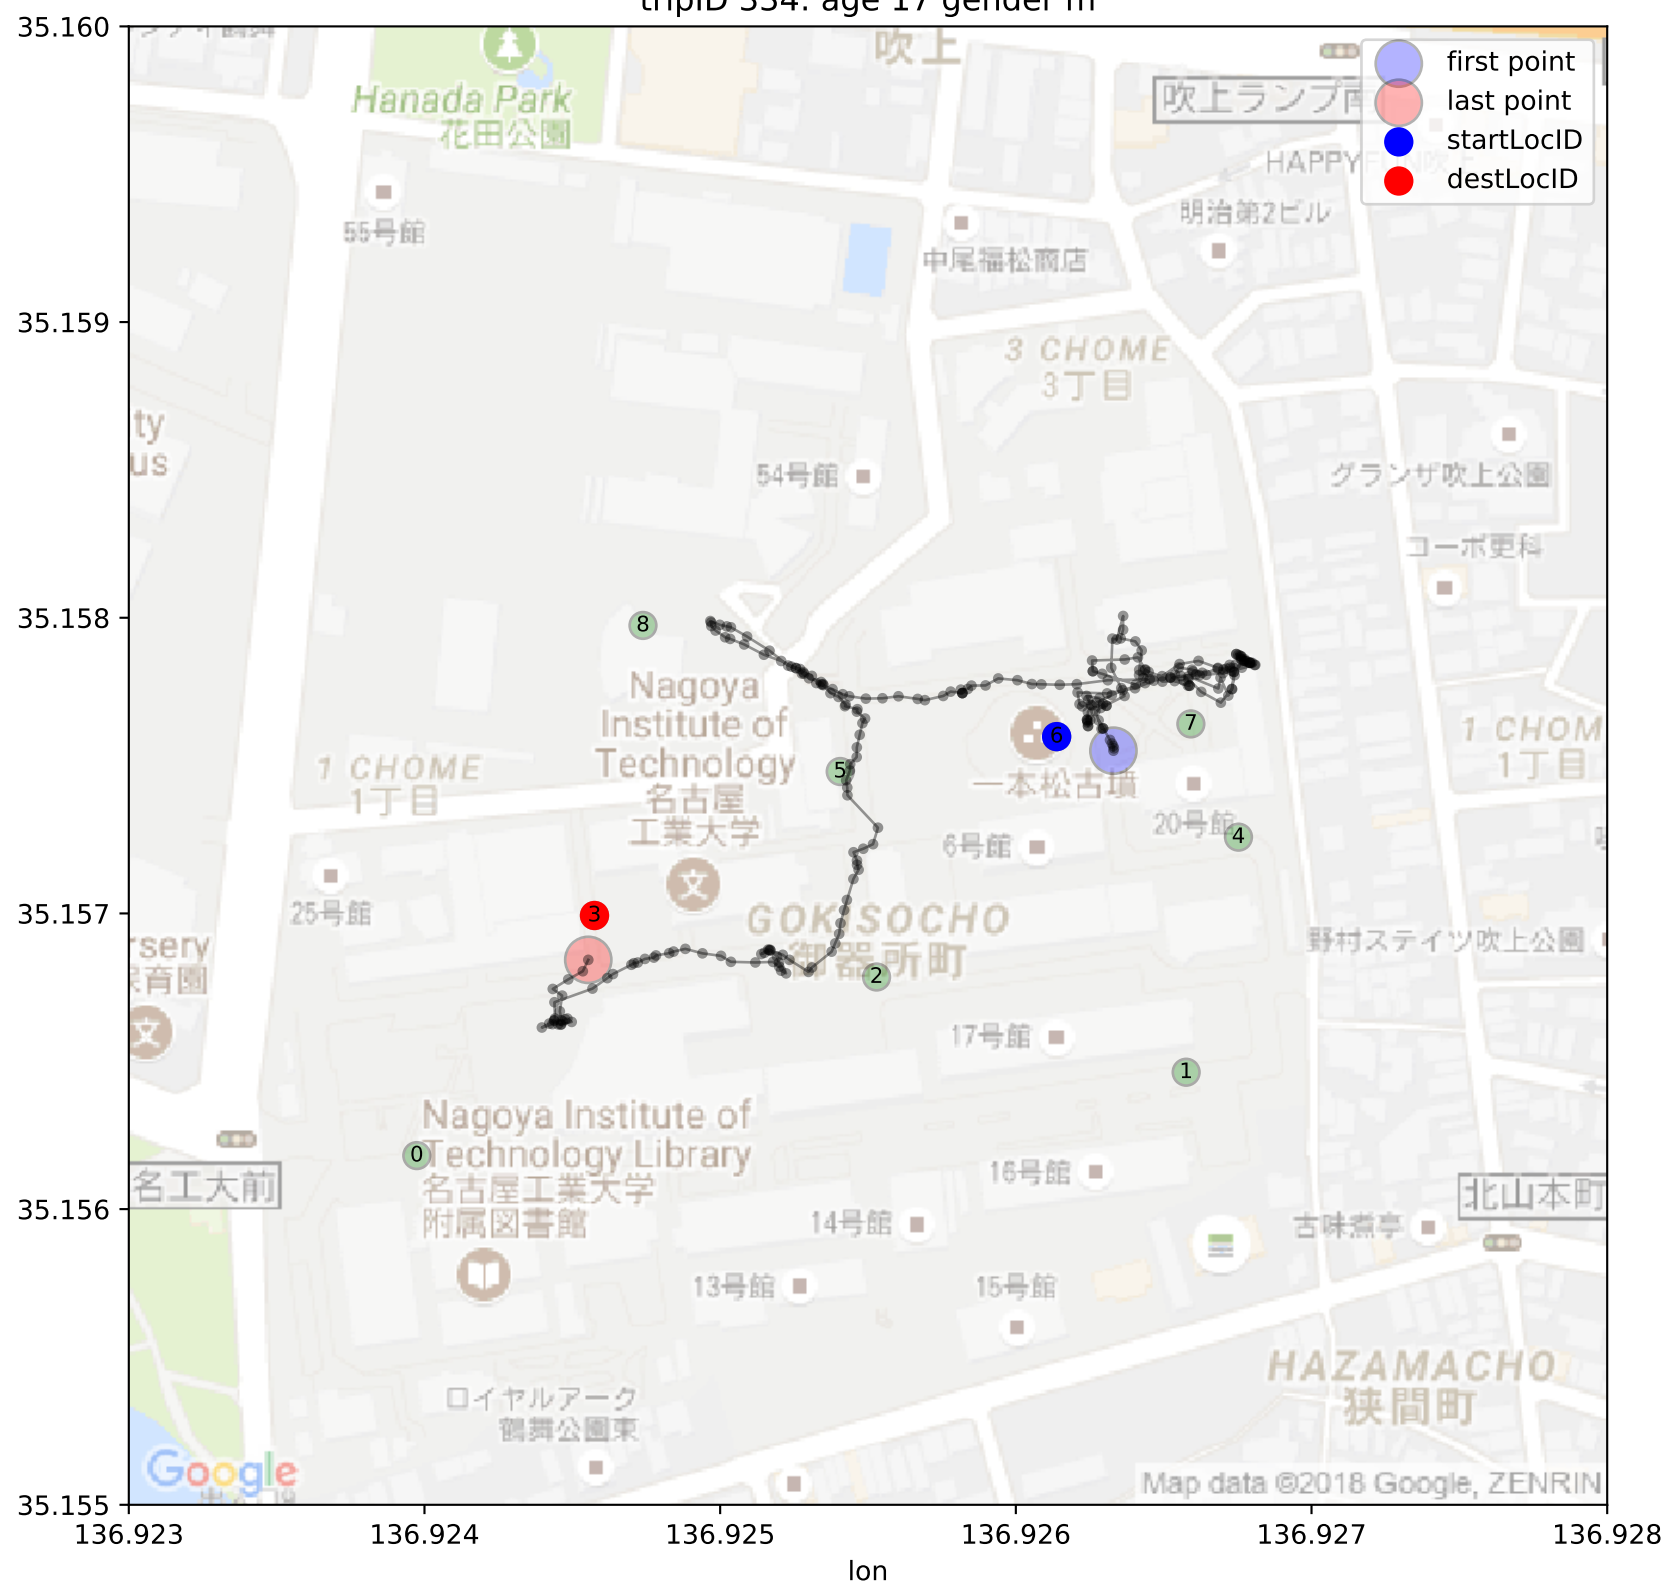 tripID 334: age 17 gender m
35.160
35.159
35.158
35.157
35.156
35.155
136.923
136.924
136.925
136.926
136.927
136.928
lon
first point
last point
startLocID
destLocID
吹上
吹上ランプ南
Hanada Park
花田公園
55号館
明治第2ビル
中尾福松商店
3 CHOME
3丁目
ty
us
54号館
グランザ吹上公園
コーポ更科
8
Nagoya
Institute of
Technology
名古屋
工業大学
7
6
一本松古墳
5
1 CHOME
1丁目
1 CHOME
1丁目
20号館
4
6号館
25号館
3
GOKISOCHO
御器所町
野村ステイツ吹上公園
rsery
保育園
2
17号館
1
Nagoya Institute of
Technology Library
名古屋工業大学
附属図書館
0
名工大前
16号館
北山本町
14号館
古味煮亭
13号館
15号館
HAZAMACHO
狭間町
ロイヤルアーク
鶴舞公園東
Google
Map data ©2018 Google, ZENRIN